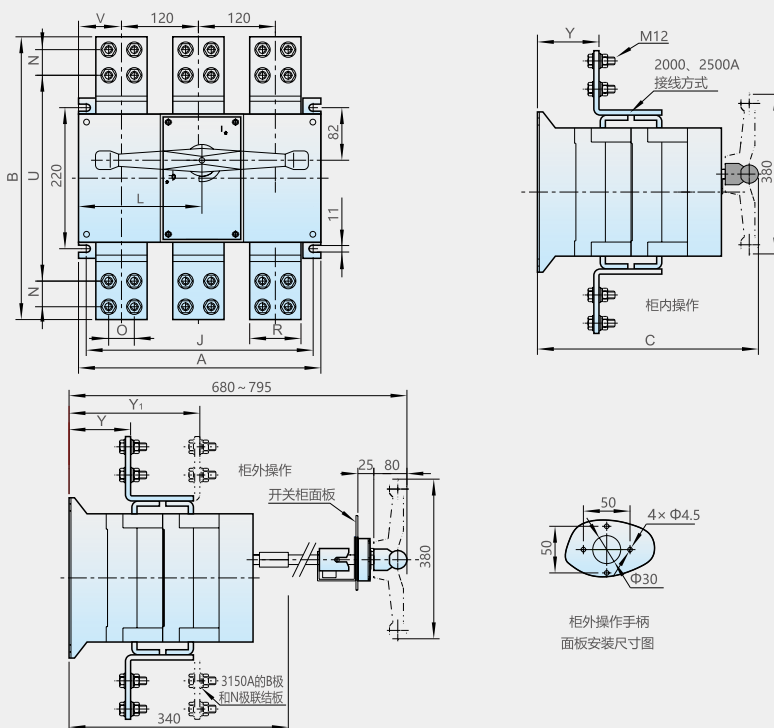 V
120
120
N
B
U
220
L
82
11
N
O
R
J
A
Y
M12
2000、2500A
接线方式
380
柜内操作
C
680～795
Y1
Y
柜外操作
25
80
开关柜面板
380
3150A的B极
和N极联结板
340
50
4×Φ4.5
50
Φ30
柜外操作手柄
面板安装尺寸图